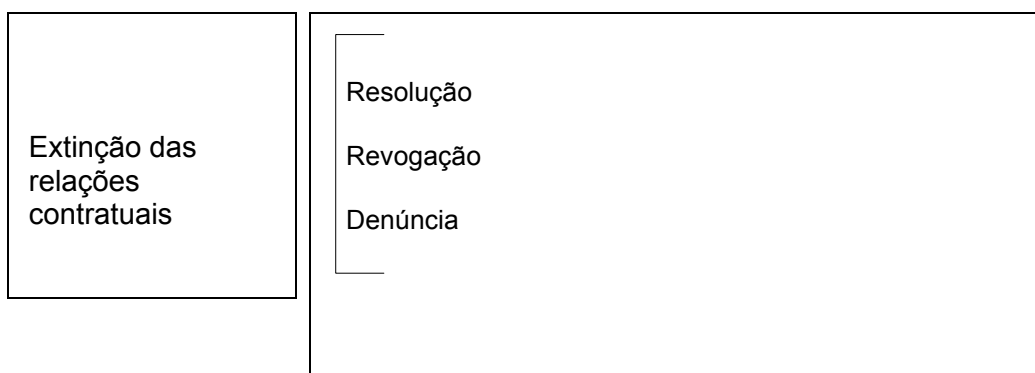 Extinção das
relações
contratuais
Resolução
Revogação
Denúncia